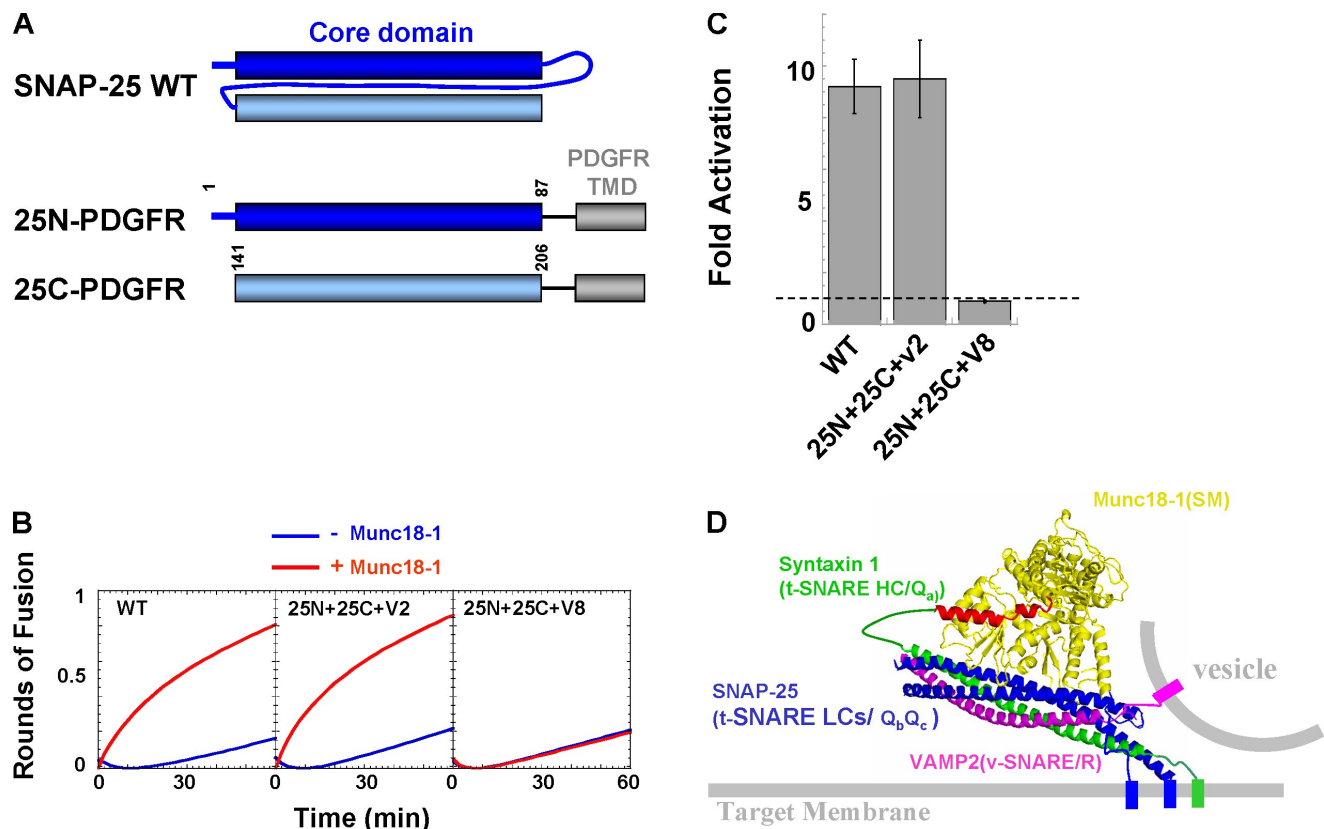 A
Core domain
SNAP-25 WT
PDGFR
TMD
1
87
25N-PDGFR
141
206
25C-PDGFR
C
Fold Activation
10
5
0
WT
25N+25C+v2
25N+25C+V8
B
- Munc18-1
+ Munc18-1
Rounds of Fusion
1
0.5
0
WT
25N+25C+V2
25N+25C+V8
0
30
0
30
0
30
60
Time (min)
D
Munc18-1(SM)
Syntaxin 1
(t-SNARE HC/Qa))
vesicle
SNAP-25
(t-SNARE LCs/ QbQc )
VAMP2(v-SNARE/R)
Target Membrane